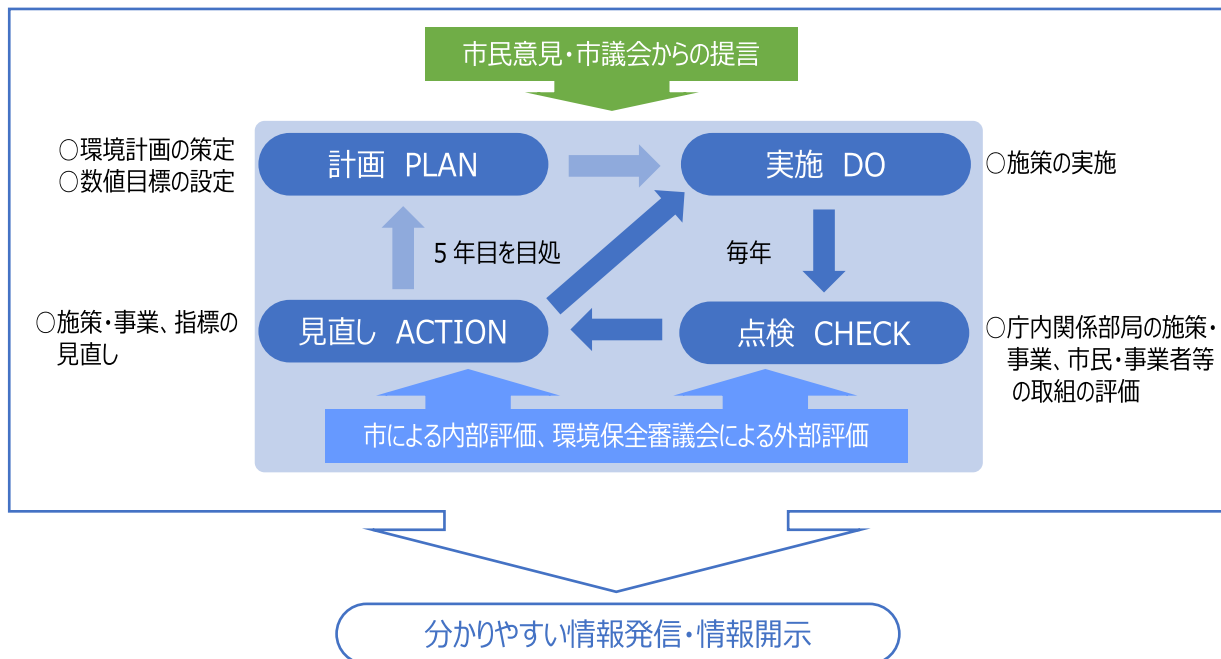 市民意見・市議会からの提言
○環境計画の策定
○数値目標の設定
計画 PLAN
実施 DO
○施策の実施
5年目を目処
毎年
○施策・事業、指標の
見直し
見直し ACTION
点検 CHECK
○庁内関係部局の施策・
事業、市民・事業者等
の取組の評価
市による内部評価、環境保全審議会による外部評価
分かりやすい情報発信・情報開示